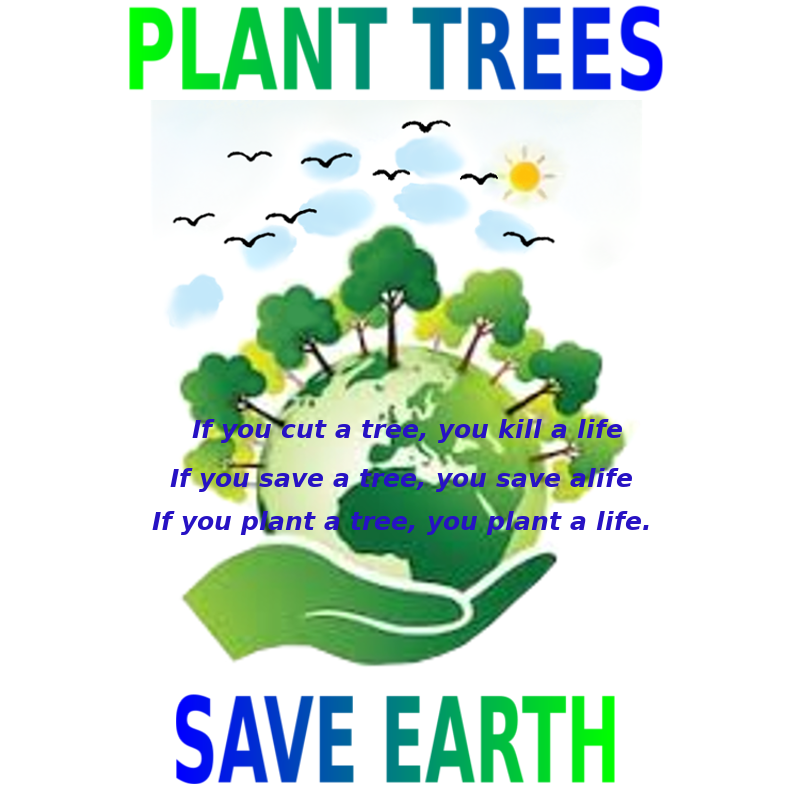 PLANT TREES
If you cut a tree, you kill a life
If you save a tree, you save alife
If you plant a tree, you plant a life.
SAVE EARTH